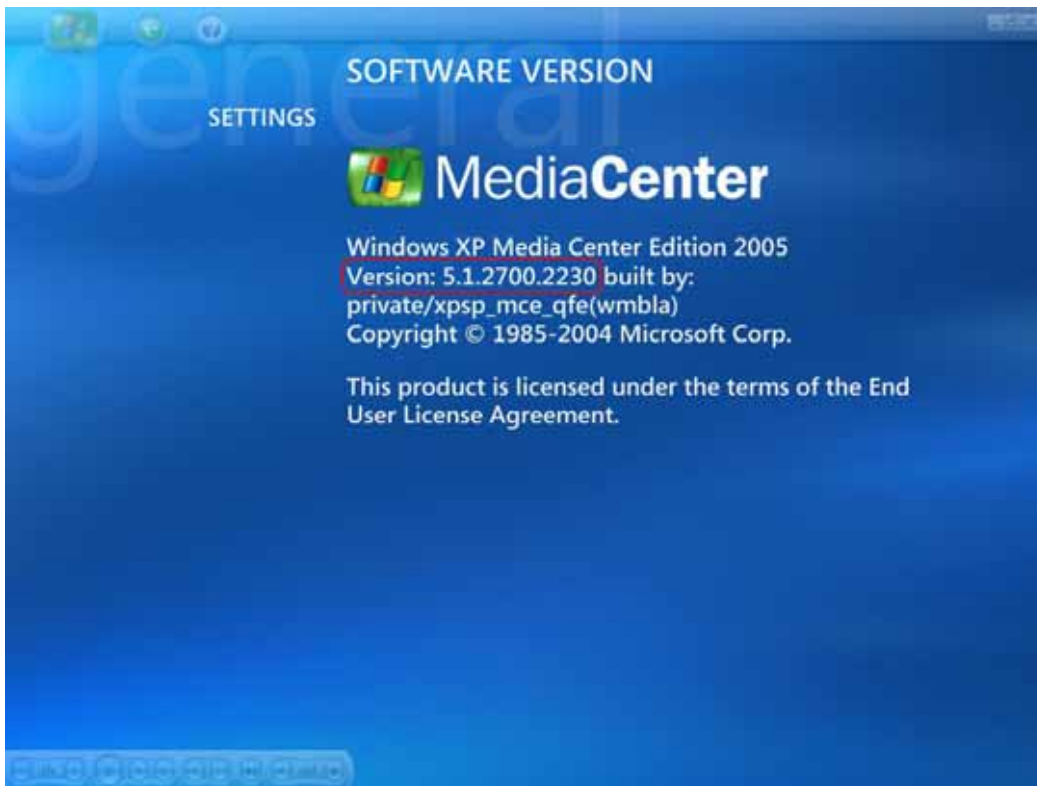 general
SOFTWARE VERSION
SETTINGS
MediaCenter
Windows XP Media Center Edition 2005
Version: 5.1.2700.2230 built by:
private/xpsp_mce_qfe(wmbla)
Copyright © 1985-2004 Microsoft Corp.
This product is licensed under the terms of the End
User License Agreement.